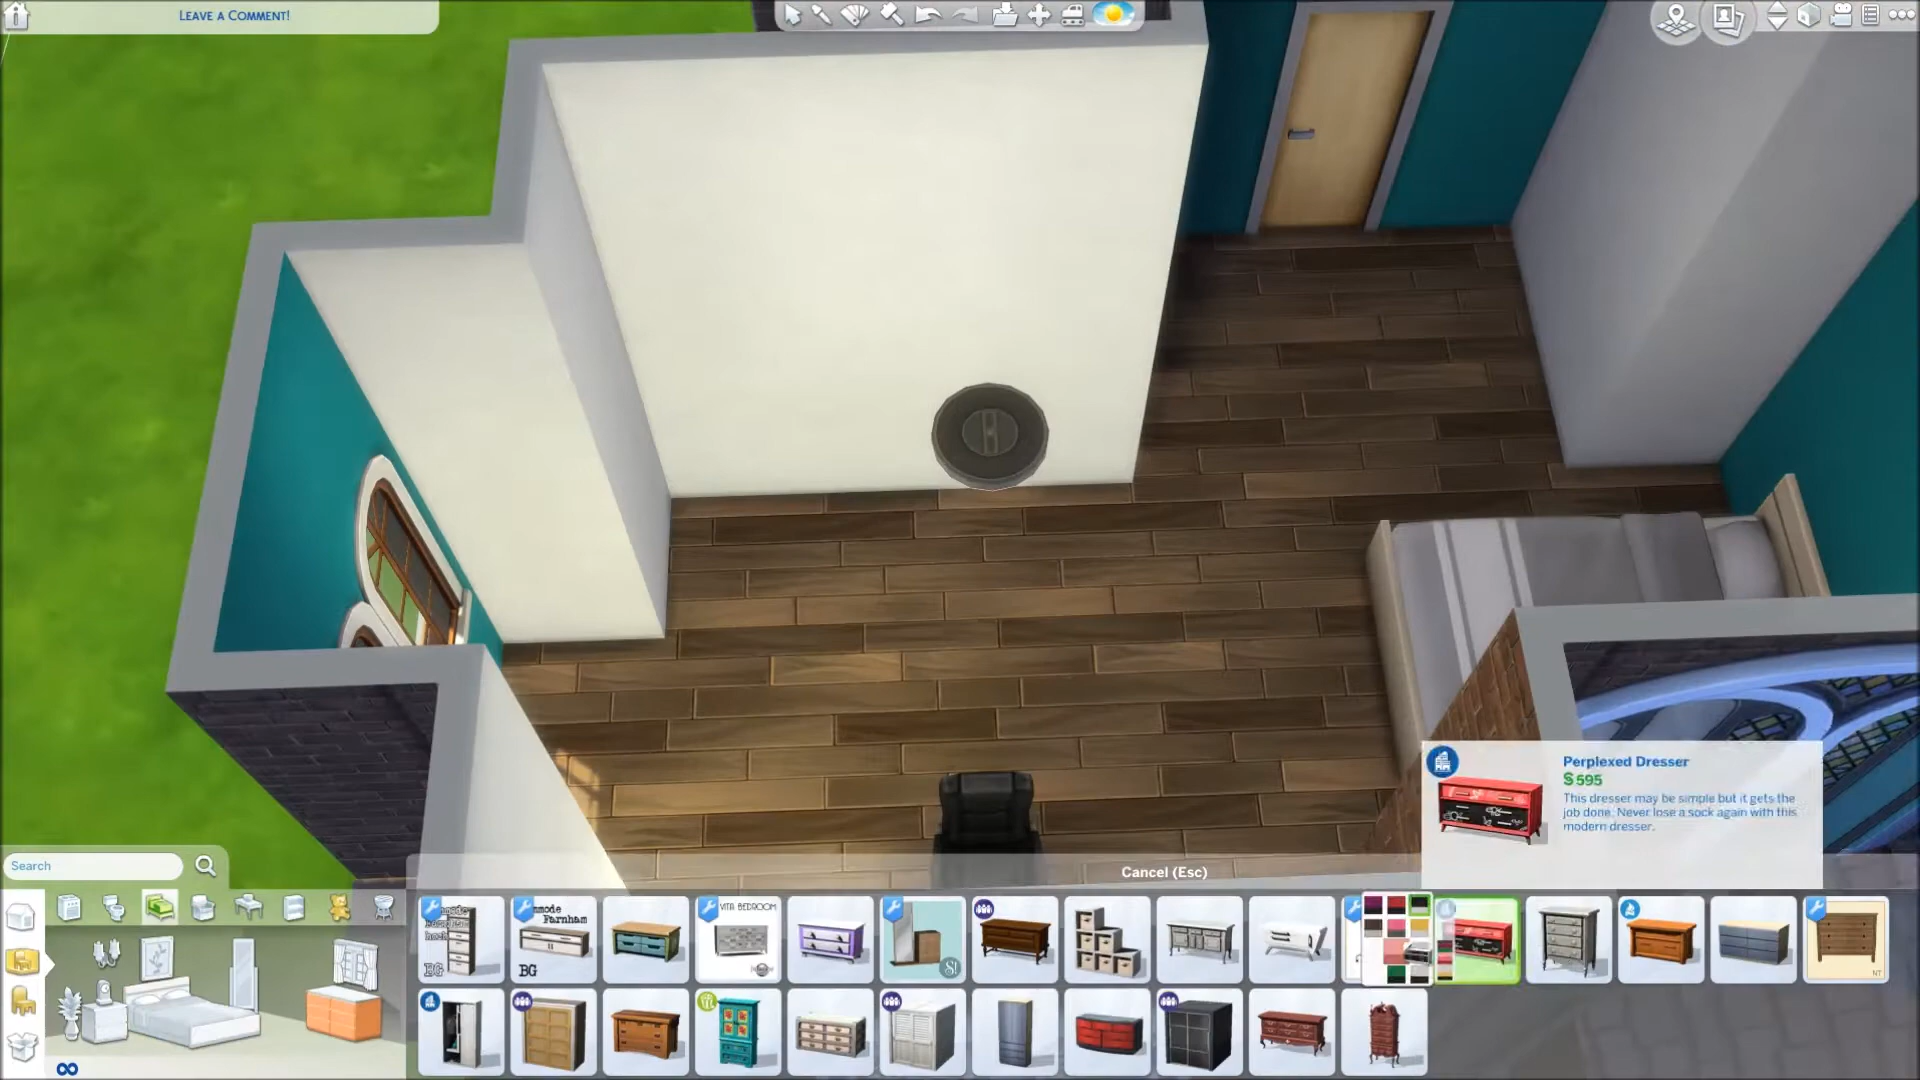 LEAVE A COMMENT!
Perplexed Dresser
$595
This dresser may be simple but it gets the
job done. Never lose a sock again with this
modern dresser.
Search
Cancel (Esc)
BG
Farnham
BG
VITA BEDROOM
NT